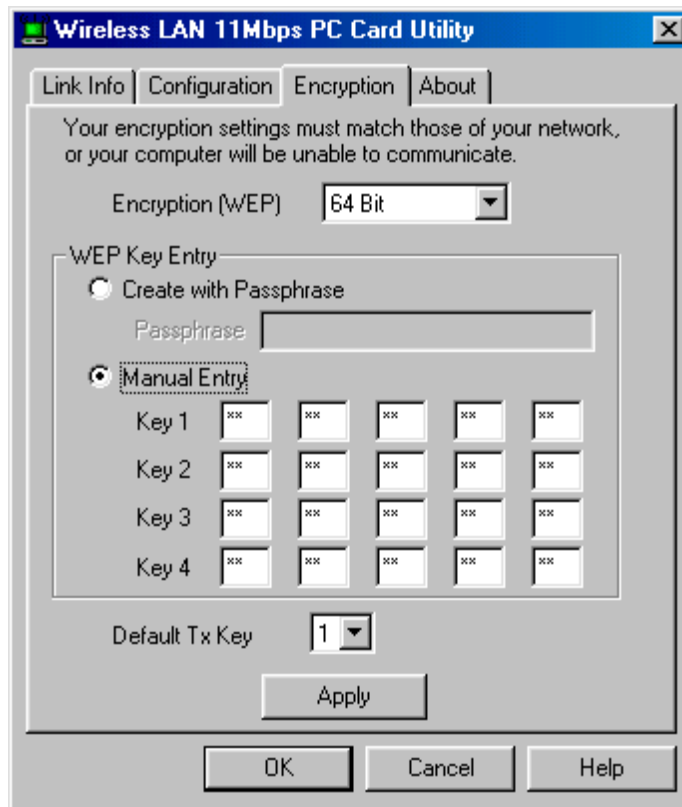 Wireless LAN 11Mbps PC Card Utility
Link Info Configuration Encryption About
Your encryption settings must match those of your network,
or your computer will be unable to communicate.
Encryption (WEP) 64 Bit
WEP Key Entry
Create with Passphrase
Passphrase
Manual Entry
Key 1 ** ** ** ** **
Key 2 ** ** ** ** **
Key 3 ** ** ** ** **
Key 4 ** ** ** ** **
Default Tx Key 1
Apply
OK Cancel Help